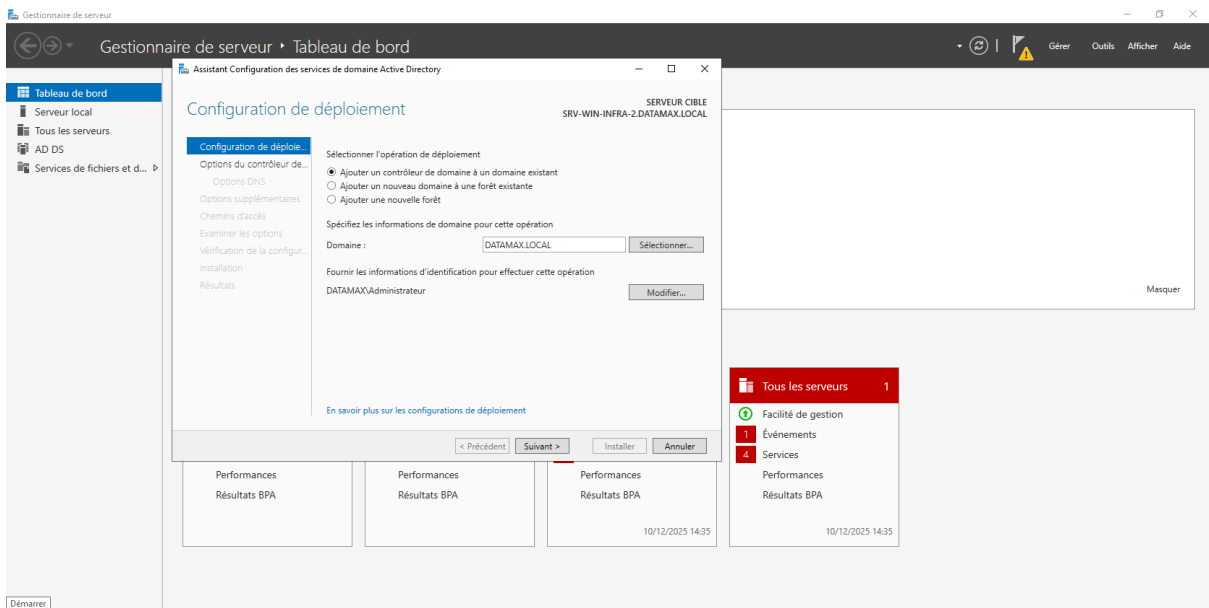 Gestionnaire de serveur
Gestionnaire de serveur • Tableau de bord
Gérer Outils Afficher Aide
Tableau de bord
Serveur local
Tous les serveurs
AD DS
Services de fichiers et d...
Assistant Configuration des services de domaine Active Directory
Configuration de déploiement
SERVEUR CIBLE
SRV-WIN-INFRA-2.DATAMAX.LOCAL
Configuration de déploie...
Options du contrôleur de...
Options DNS
Options supplémentaires
Chemins d'accès
Examiner les options
Vérification de la configur...
Installation
Résultats
Sélectionner l'opération de déploiement
Ajouter un contrôleur de domaine à un domaine existant
Ajouter un nouveau domaine à une forêt existante
Ajouter une nouvelle forêt
Spécifiez les informations de domaine pour cette opération
Domaine : DATAMAX.LOCAL Sélectionner...
Fournir les informations d'identification pour effectuer cette opération
DATAMAX\Administrateur Modifier...
En savoir plus sur les configurations de déploiement
< Précédent Suivant > Installer Annuler
Masquer
Tous les serveurs 1
Facilité de gestion
1 Événements
4 Services
Performances
Résultats BPA
10/12/2025 14:35
Performances
Résultats BPA
Performances
Résultats BPA
Performances
Résultats BPA
10/12/2025 14:35
Démarrer